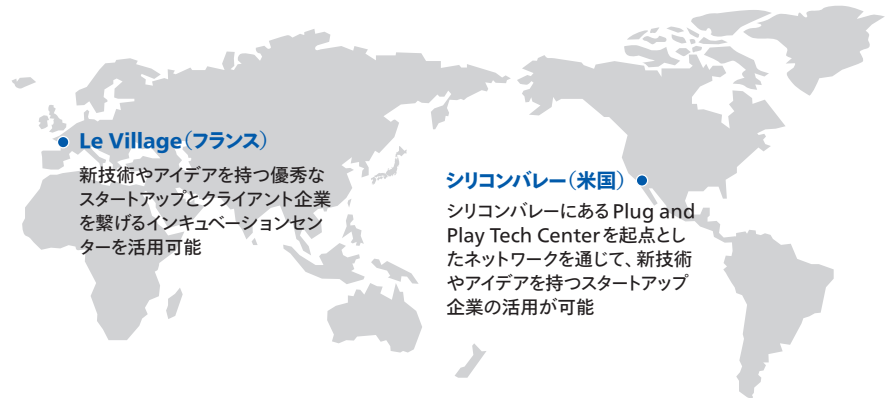 Le Village（フランス）
新技術やアイデアを持つ優秀な
スタートアップとクライアント企業
を繋げるインキュベーションセン
ターを活用可能
シリコンバレー（米国）
シリコンバレーにあるPlug and
Play Tech Centerを起点とし
たネットワークを通じて、新技術
やアイデアを持つスタートアップ
企業の活用が可能